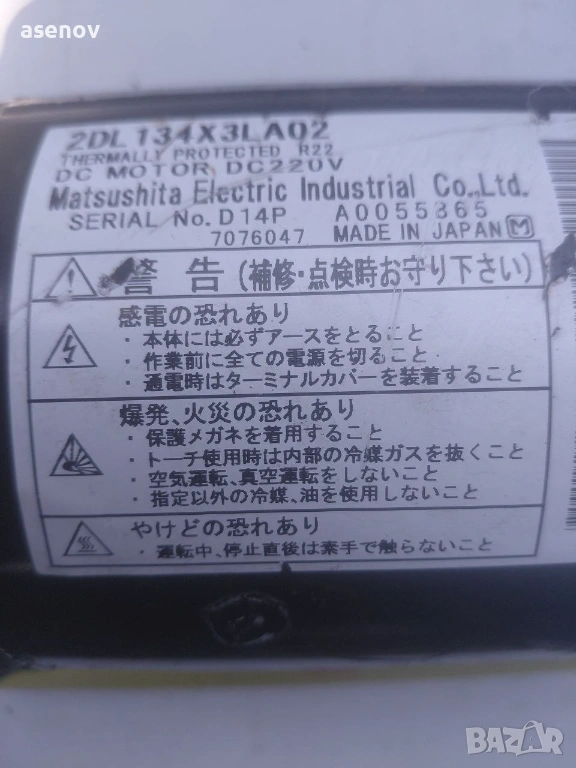 asenov
2DL134X3LA02
THERMALLY PROTECTED R22
DC MOTOR DC220V
Matsushita Electric Industrial Co.,Ltd.
SERIAL No. D14P A0055365
7076047 MADE IN JAPAN M
警告(補修・点検時お守り下さい)
感電の恐れあり
・本体には必ずアースをとること
・作業前に全ての電源を切ること。
・通電時はターミナルカバーを装着すること
爆発、火災の恐れあり
・保護メガネを着用すること
・トーチ使用時は内部の冷媒ガスを抜くこと
・空気運転、真空運転をしないこと
・指定以外の冷媒、油を使用しないこと
やけどの恐れあり
・運転中、停止直後は素手で触らないこと
BAZAR